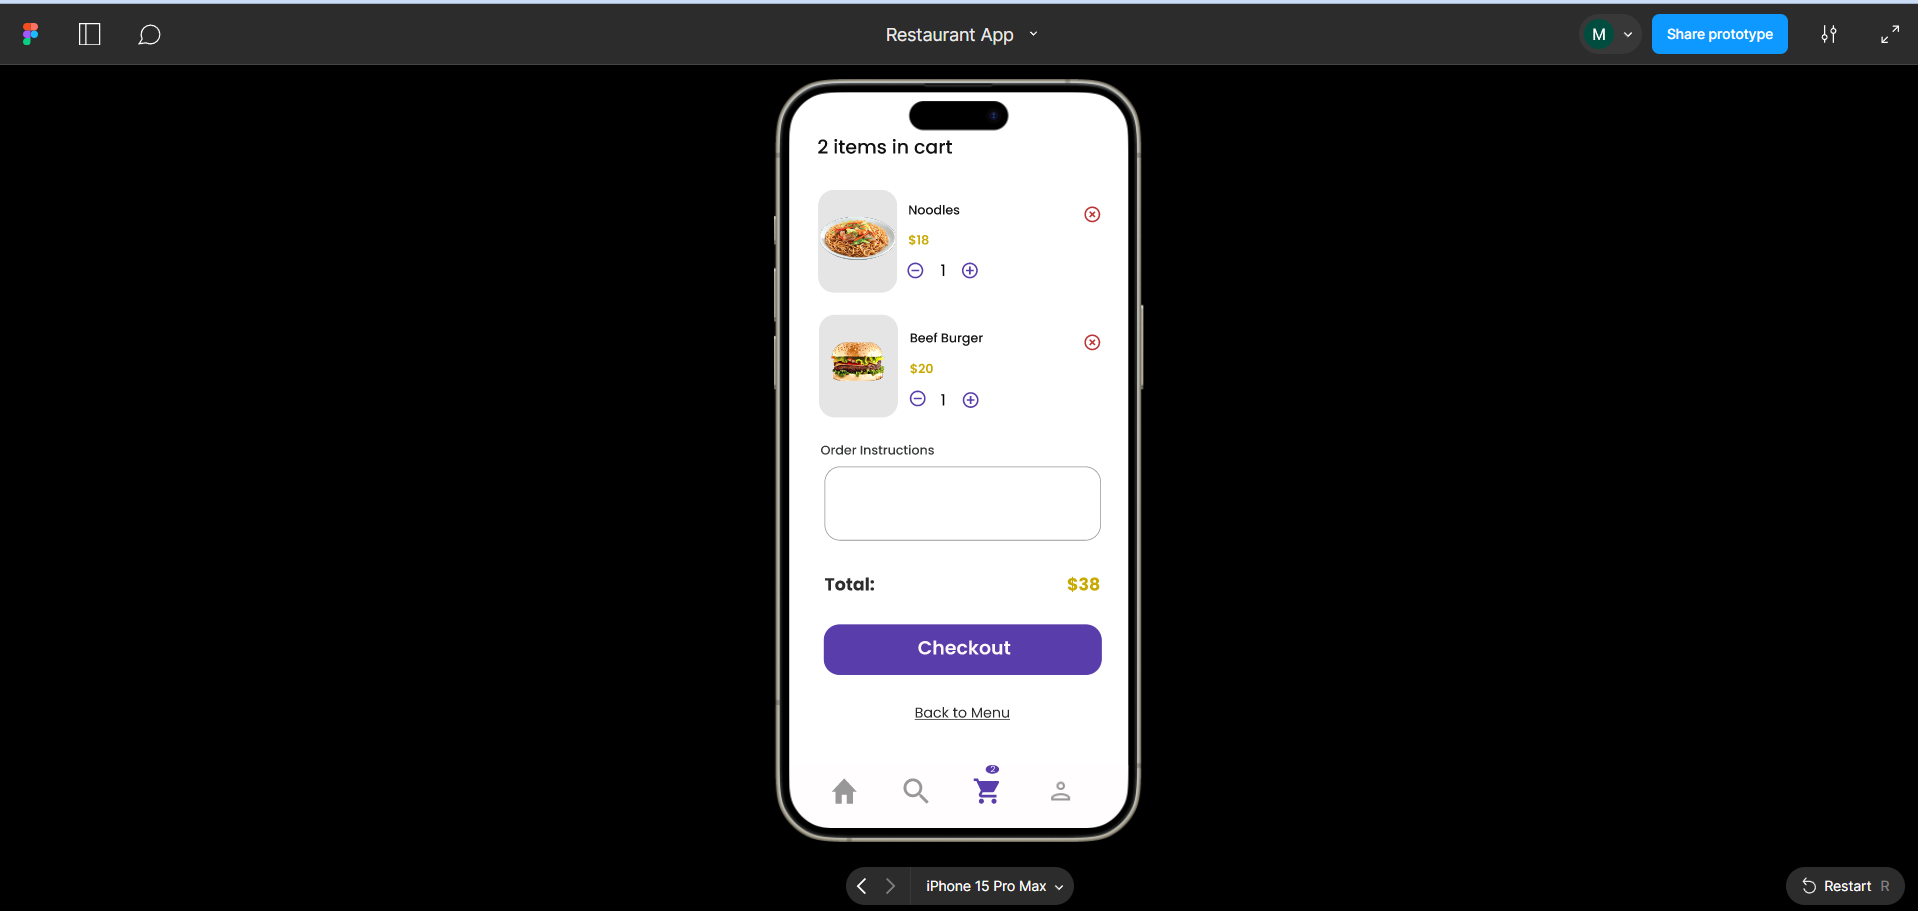 Restaurant App
M
Share prototype
2 items in cart
Noodles
$18
1
Beef Burger
$20
1
Order Instructions
Total:
$38
Checkout
Back to Menu
2
iPhone 15 Pro Max
Restart R